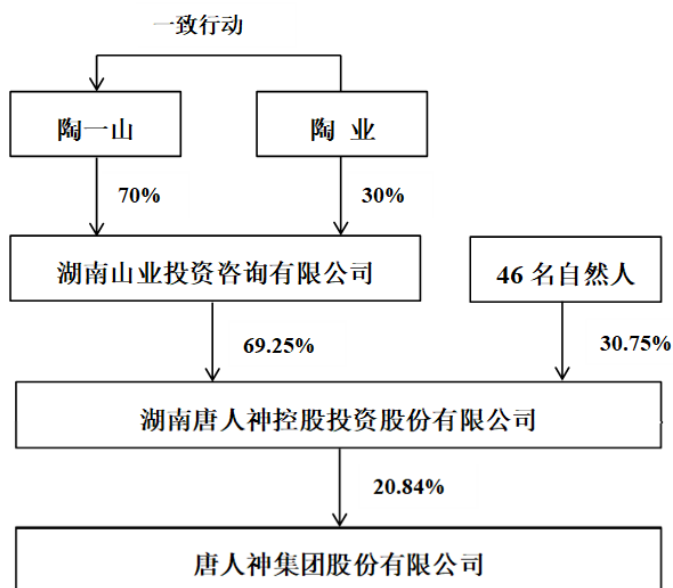 一致行动
陶一山
陶 业
70%
30%
湖南山业投资咨询有限公司
46 名自然人
69.25%
30.75%
湖南唐人神控股投资股份有限公司
20.84%
唐人神集团股份有限公司